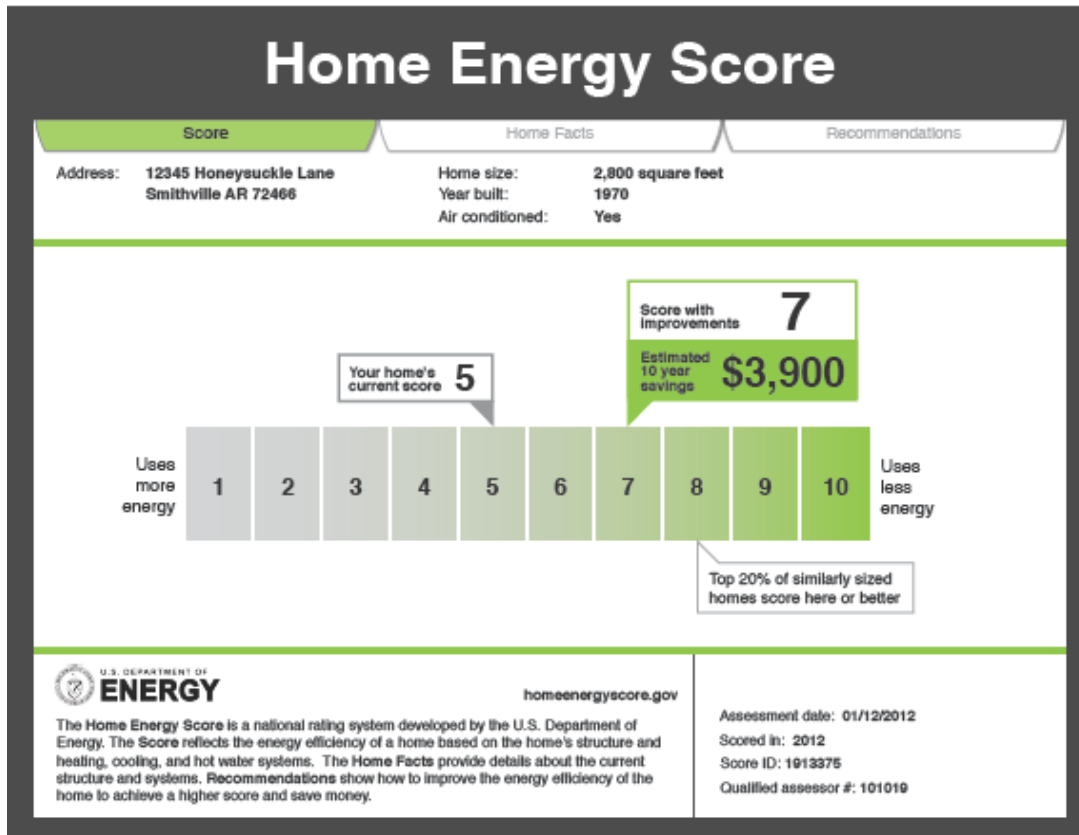 Home Energy Score
Score
Home Facts
Recommendations
Address: 12345 Honeysuckle Lane
Smithville AR 72466
Home size: 2,800 square feet
Year built: 1970
Air conditioned: Yes
Score with
improvements 7
Estimated
10 year
savings $3,900
Your home's
current score 5
Uses
more
energy
1 2 3 4 5 6 7 8 9 10
Uses
less
energy
Top 20% of similarly sized
homes score here or better
U.S. DEPARTMENT OF
ENERGY
homeenergyscore.gov
The Home Energy Score is a national rating system developed by the U.S. Department of
Energy. The Score reflects the energy efficiency of a home based on the home's structure and
heating, cooling, and hot water systems. The Home Facts provide details about the current
structure and systems. Recommendations show how to improve the energy efficiency of the
home to achieve a higher score and save money.
Assessment date: 01/12/2012
Scored in: 2012
Score ID: 1913375
Qualified assessor #: 101019